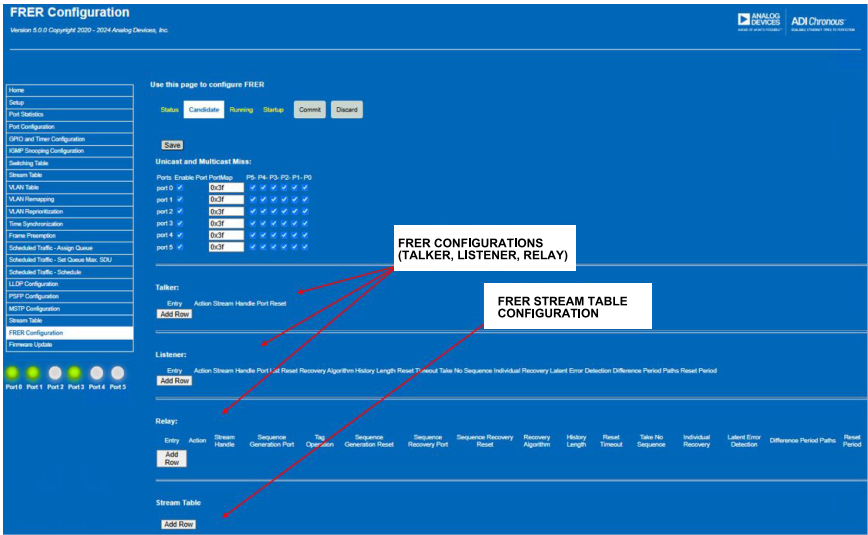 FRER Configuration
Version 5.0.0 Copyright 2020 - 2024 Analog Devices, Inc.
ANALOG
DEVICES
AHEAD OF WHAT'S POSSIBLE™
ADI Chronous™
Home
Setup
Port Statistics
Port Configuration
GPIO and Timer Configuration
IGMP Snooping Configuration
Switching Table
Stream Table
VLAN Table
VLAN Remapping
VLAN Reprioritization
Time Synchronization
Frame Preemption
Scheduled Traffic - Assign Queue
Scheduled Traffic - Set Queue Max. SDU
Scheduled Traffic - Schedule
LLDP Configuration
PSFP Configuration
MSTP Configuration
Stream Table
FRER Configuration
Firmware Update
Port 0 Port 1 Port 2 Port 3 Port 4 Port 5
Use this page to configure FRER
Status Candidate Running Startup Commit Discard
Save
Unicast and Multicast Miss:
Ports Enable Port PortMap P5- P4- P3- P2- P1- P0
port 0 0x3f
port 1 0x3f
port 2 0x3f
port 3 0x3f
port 4 0x3f
port 5 0x3f
FRER CONFIGURATIONS
(TALKER, LISTENER, RELAY)
Talker:
Entry Action Stream Handle Port Reset
Add Row
FRER STREAM TABLE
CONFIGURATION
Listener:
Entry Action Stream Handle Port List Reset Recovery Algorithm History Length Reset Timeout Take No Sequence Individual Recovery Latent Error Detection Difference Period Paths Reset Period
Add Row
Relay:
Entry Action Stream Handle Sequence Generation Port Tag Operation Sequence Generation Reset Sequence Recovery Port Sequence Recovery Reset Recovery Algorithm History Length Reset Timeout Take No Sequence Individual Recovery Latent Error Detection Difference Period Paths Reset Period
Add
Row
Stream Table
Add Row